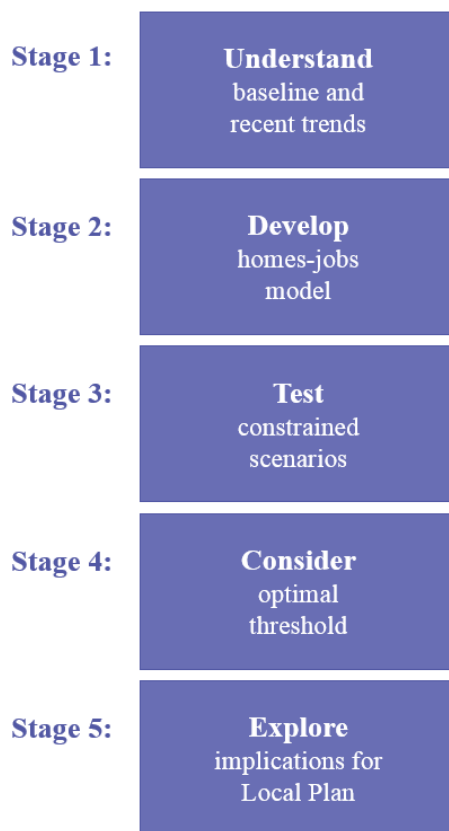 Stage 1:
Understand
baseline and
recent trends
Stage 2:
Develop
homes-jobs
model
Stage 3:
Test
constrained
scenarios
Stage 4:
Consider
optimal
threshold
Stage 5:
Explore
implications for
Local Plan